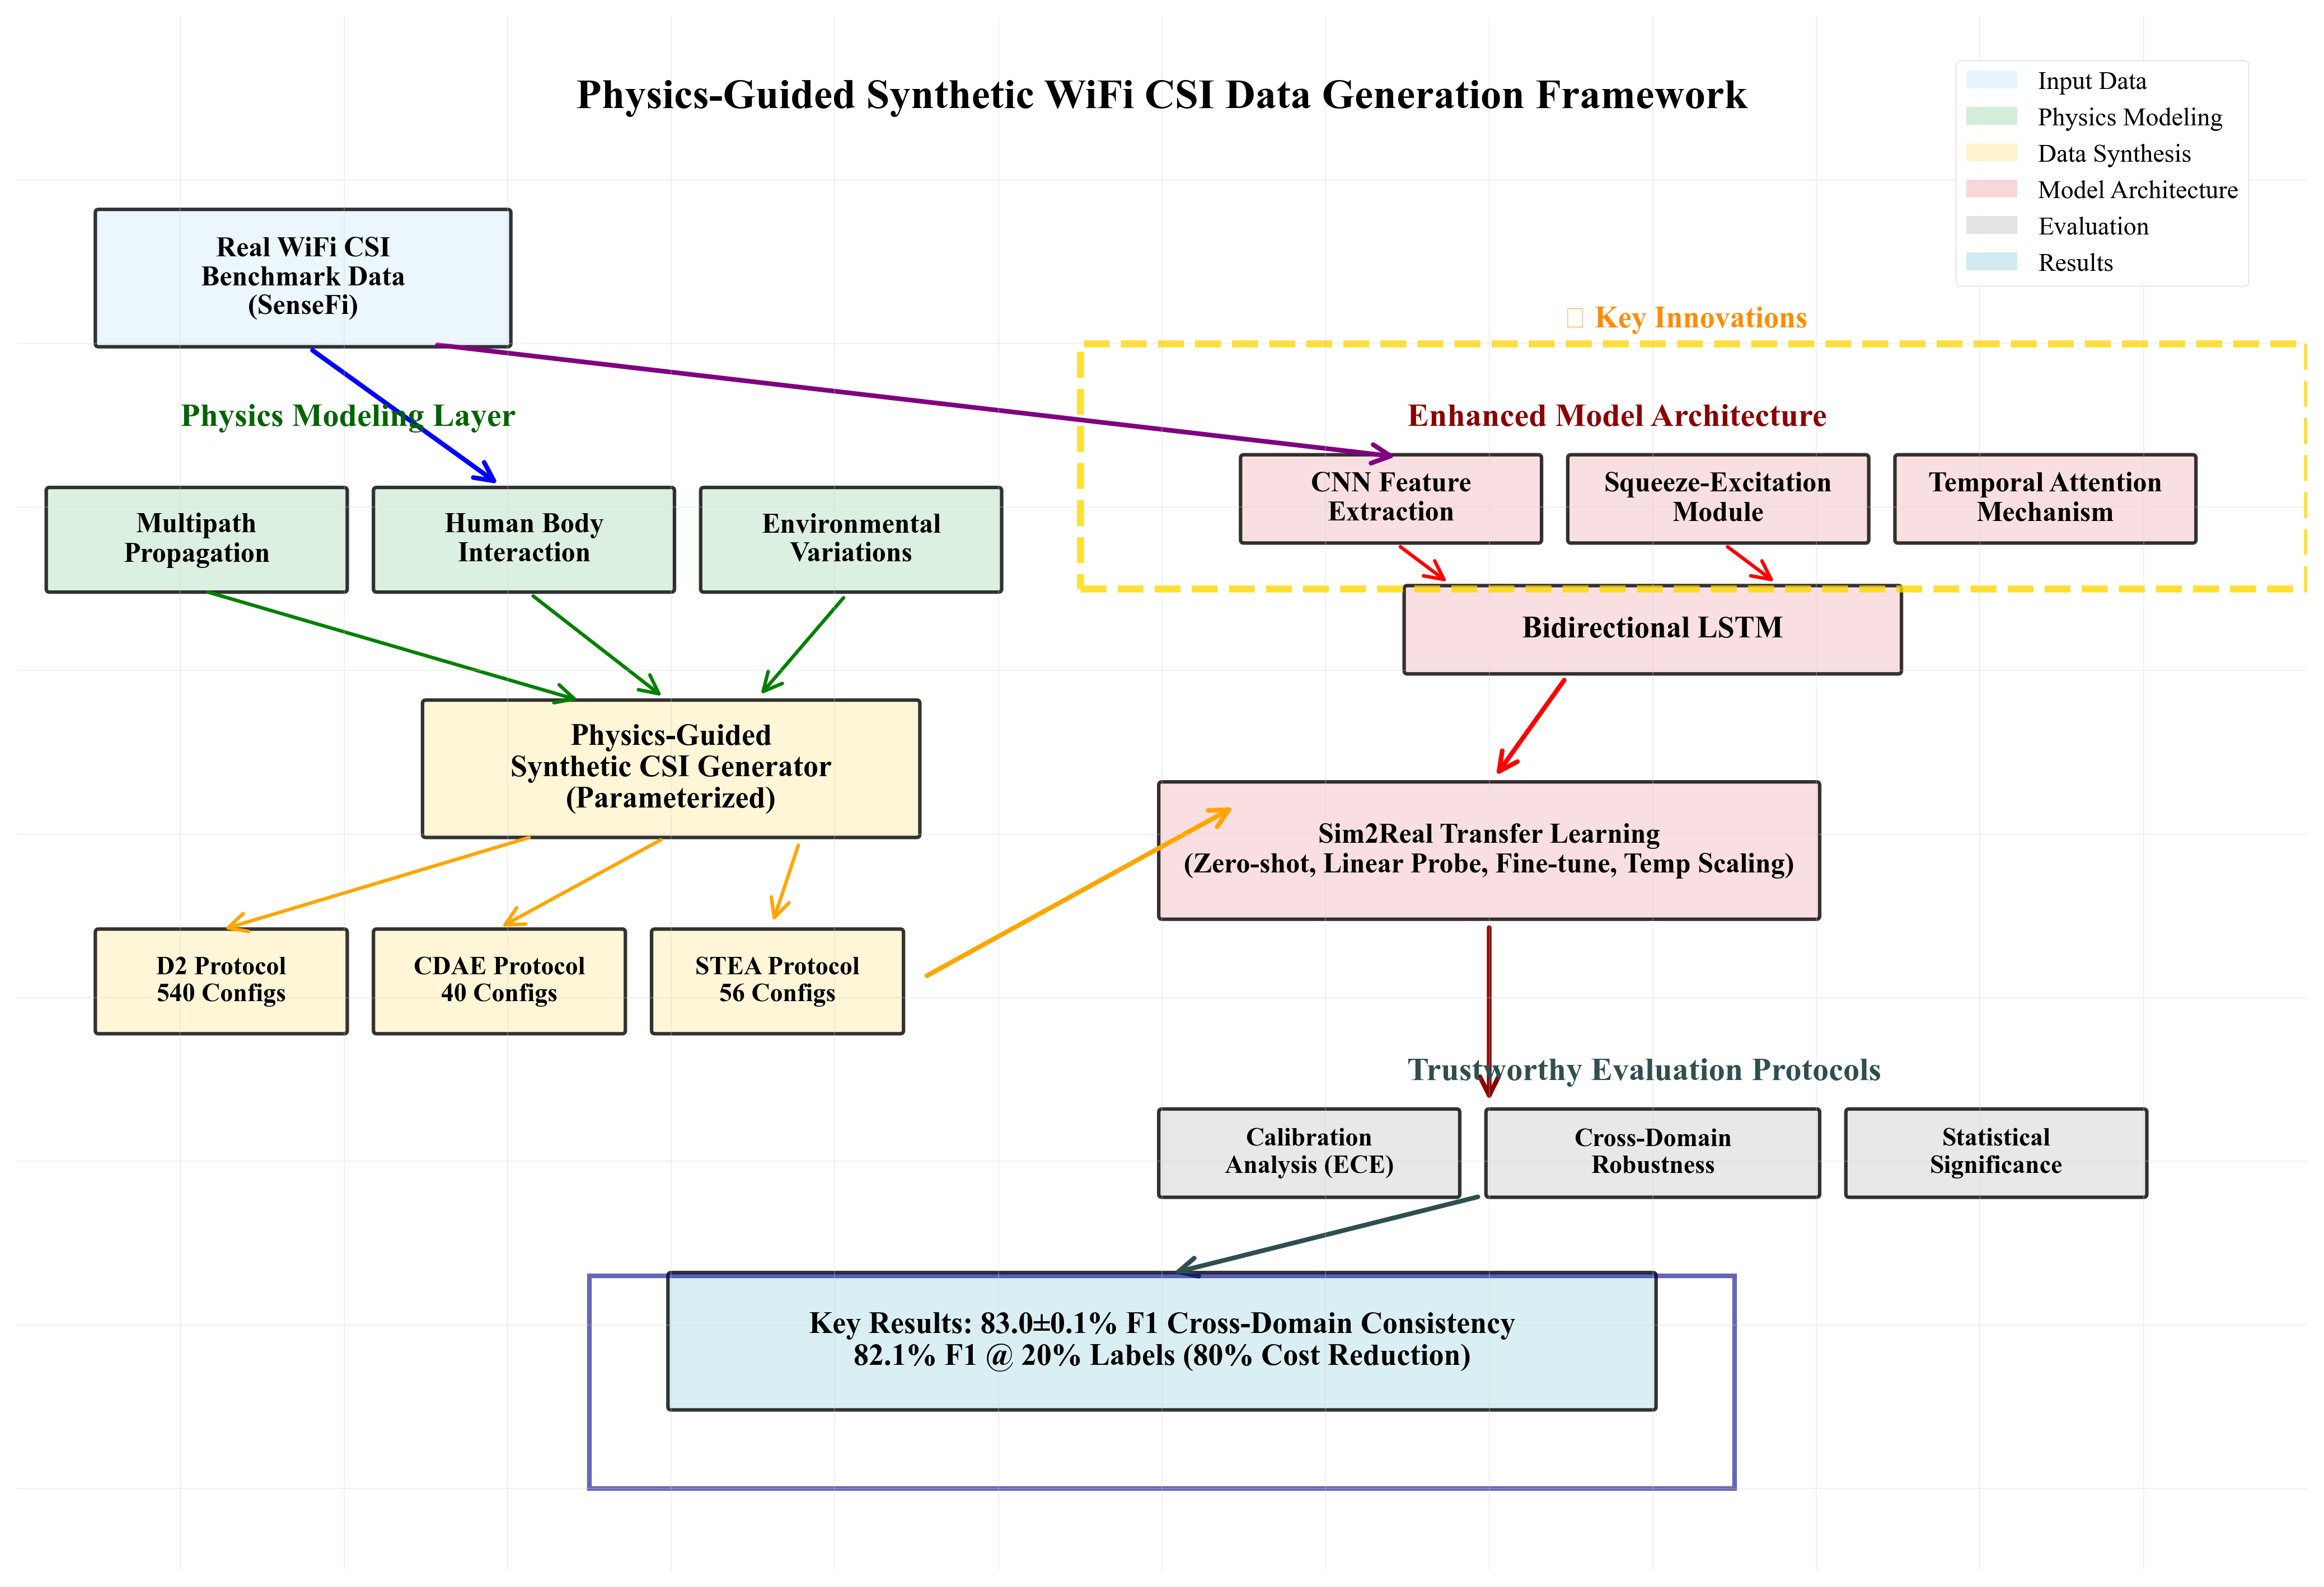 Physics-Guided Synthetic WiFi CSI Data Generation Framework
Input Data
Physics Modeling
Data Synthesis
Model Architecture
Evaluation
Results
Real WiFi CSI
Benchmark Data
(SenseFi)
Key Innovations
Physics Modeling Layer
Enhanced Model Architecture
Multipath
Propagation
Human Body
Interaction
Environmental
Variations
CNN Feature
Extraction
Squeeze-Excitation
Module
Temporal Attention
Mechanism
Bidirectional LSTM
Physics-Guided
Synthetic CSI Generator
(Parameterized)
Sim2Real Transfer Learning
(Zero-shot, Linear Probe, Fine-tune, Temp Scaling)
D2 Protocol
540 Configs
CDAE Protocol
40 Configs
STEA Protocol
56 Configs
Trustworthy Evaluation Protocols
Calibration
Analysis (ECE)
Cross-Domain
Robustness
Statistical
Significance
Key Results: 83.0±0.1% F1 Cross-Domain Consistency
82.1% F1 @ 20% Labels (80% Cost Reduction)